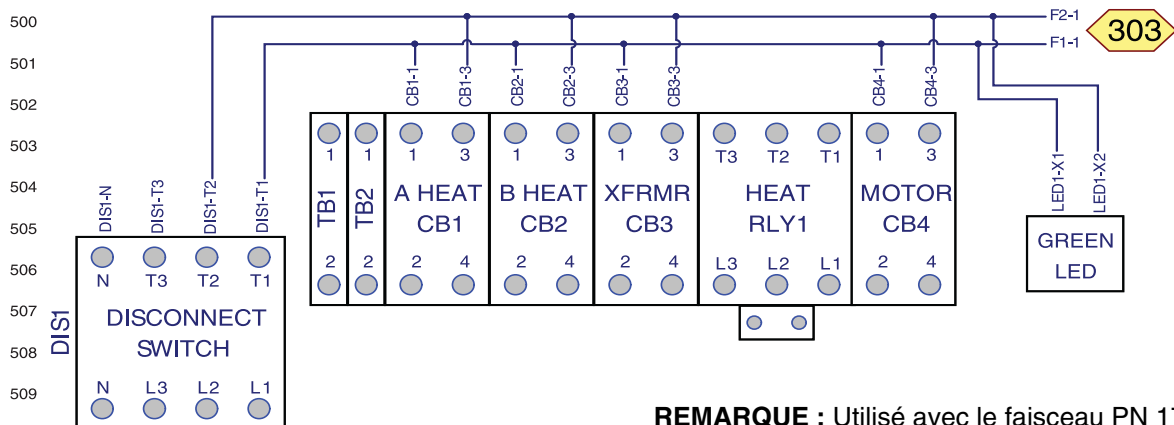 500
F2-1
303
F1-1
501
CB1-1
CB1-3
CB2-1
CB2-3
CB3-1
CB3-3
CB4-1
CB4-3
502
503
1 1 1 3 1 3 1 3 T3 T2 T1 1 3
504
DIS1-N
DIS1-T3
DIS1-T2
DIS1-T1
TB1
TB2
A HEAT
CB1
B HEAT
CB2
XFRMR
CB3
HEAT
RLY1
MOTOR
CB4
LED1-X1
LED1-X2
505
GREEN
LED
506
N T3 T2 T1
2 2 2 4 2 4 2 4 L3 L2 L1 2 4
507
DIS1
DISCONNECT
SWITCH
508
509
N L3 L2 L1
REMARQUE : Utilisé avec le faisceau PN 17